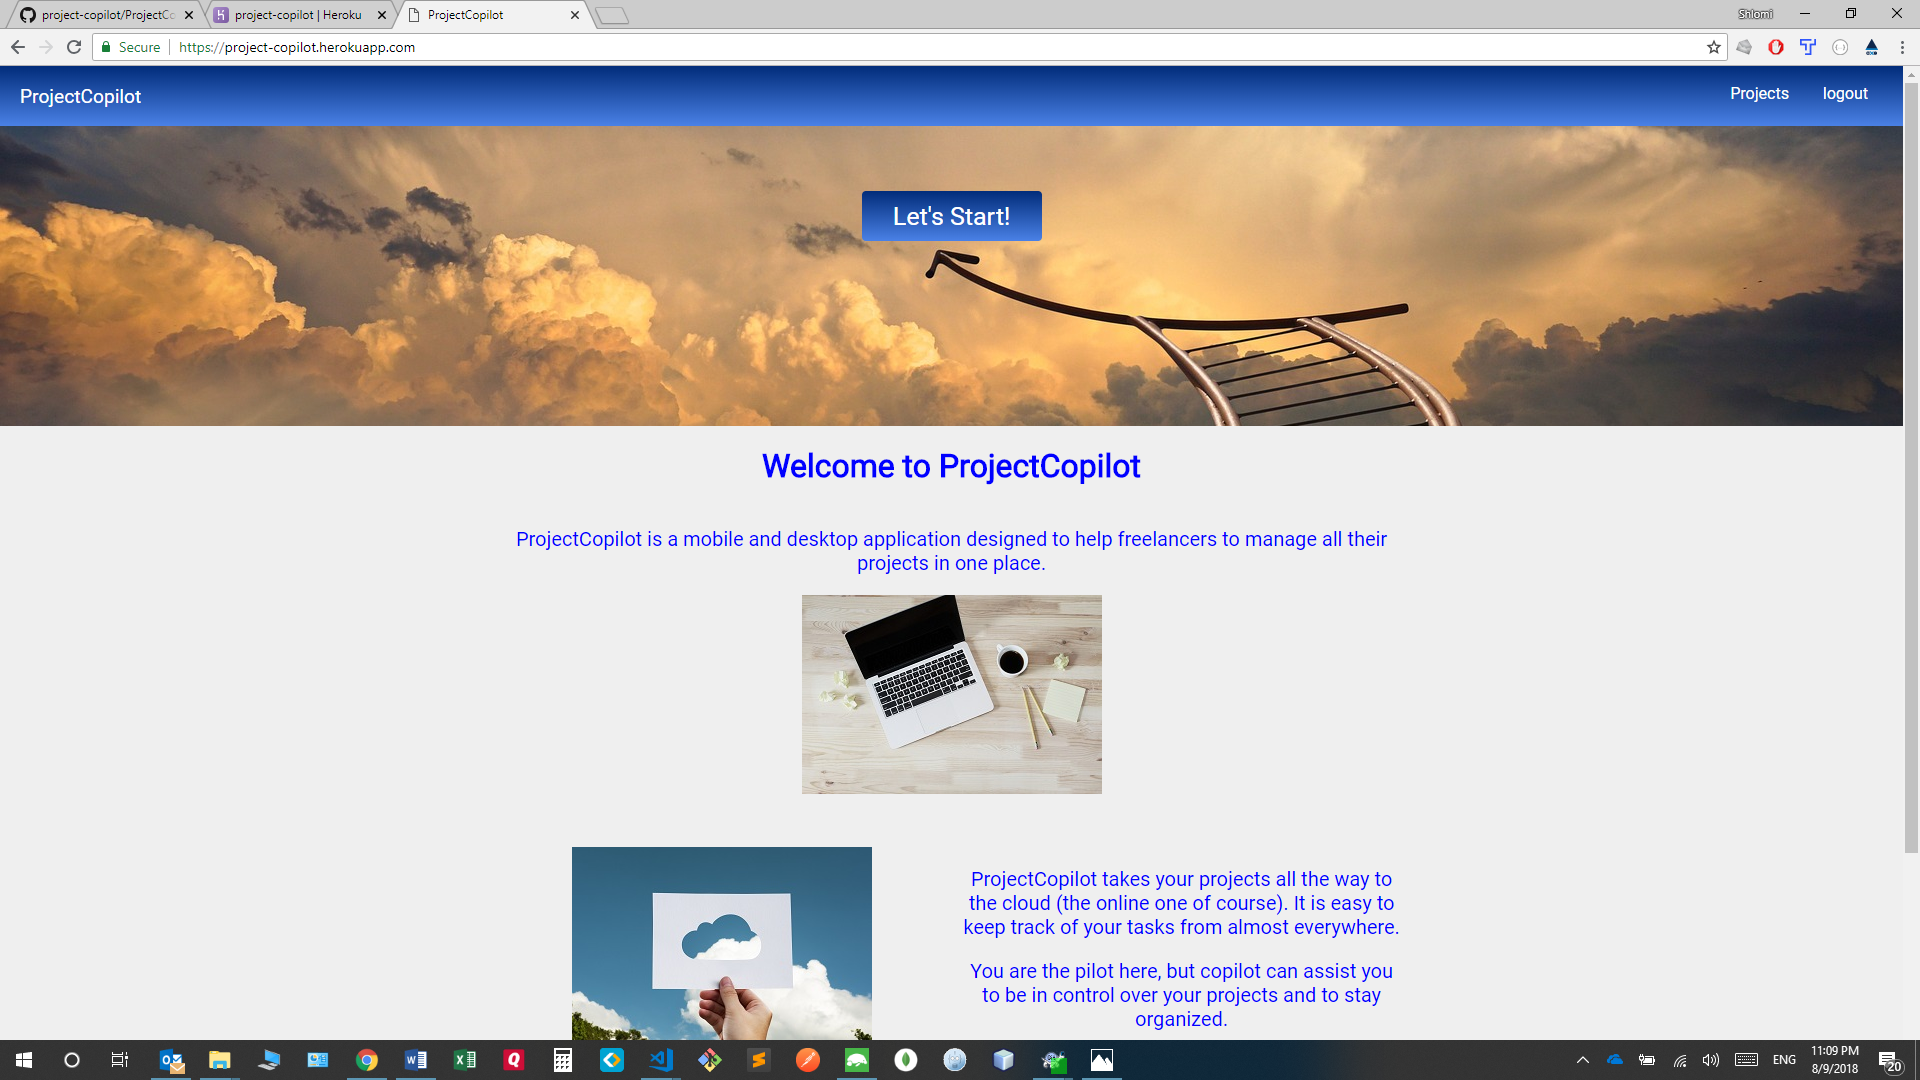 project-copilot/ProjectCo
project-copilot | Heroku
ProjectCopilot
Shlomi
Secure
https://project-copilot.herokuapp.com
ProjectCopilot
Projects
logout
Let's Start!
Welcome to ProjectCopilot
ProjectCopilot is a mobile and desktop application designed to help freelancers to manage all their
projects in one place.
ProjectCopilot takes your projects all the way to
the cloud (the online one of course). It is easy to
keep track of your tasks from almost everywhere.
You are the pilot here, but copilot can assist you
to be in control over your projects and to stay
organized.
ENG
11:09 PM
8/9/2018
20